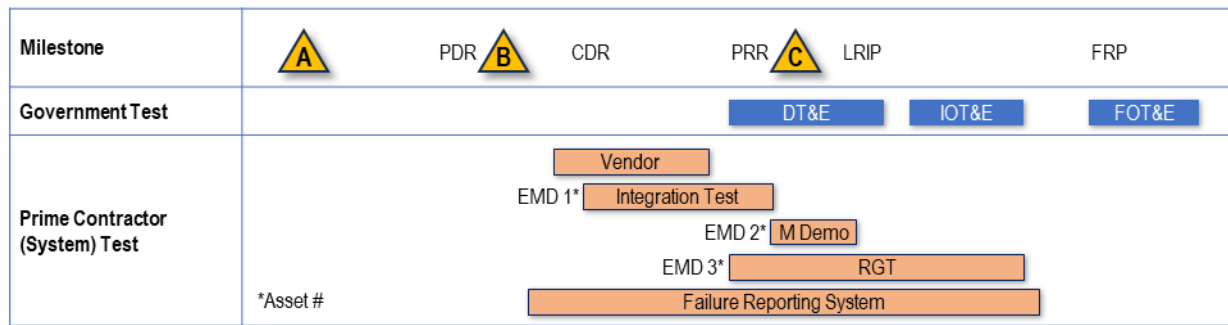 Milestone A PDR B CDR PRR C LRIP FRP
Government Test DT&E IOT&E FOT&E
Vendor
EMD 1* Integration Test
Prime Contractor
(System) Test
EMD 2* M Demo
EMD 3* RGT
*Asset # Failure Reporting System